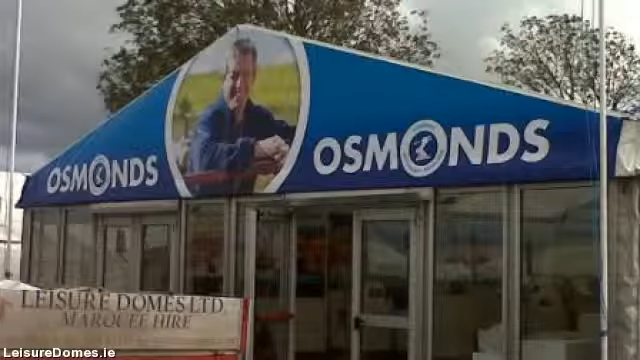 OSMONDS
OSMONDS
LEISURE DOMES LTD
MARQUEE HIRE
LeisureDomes.ie